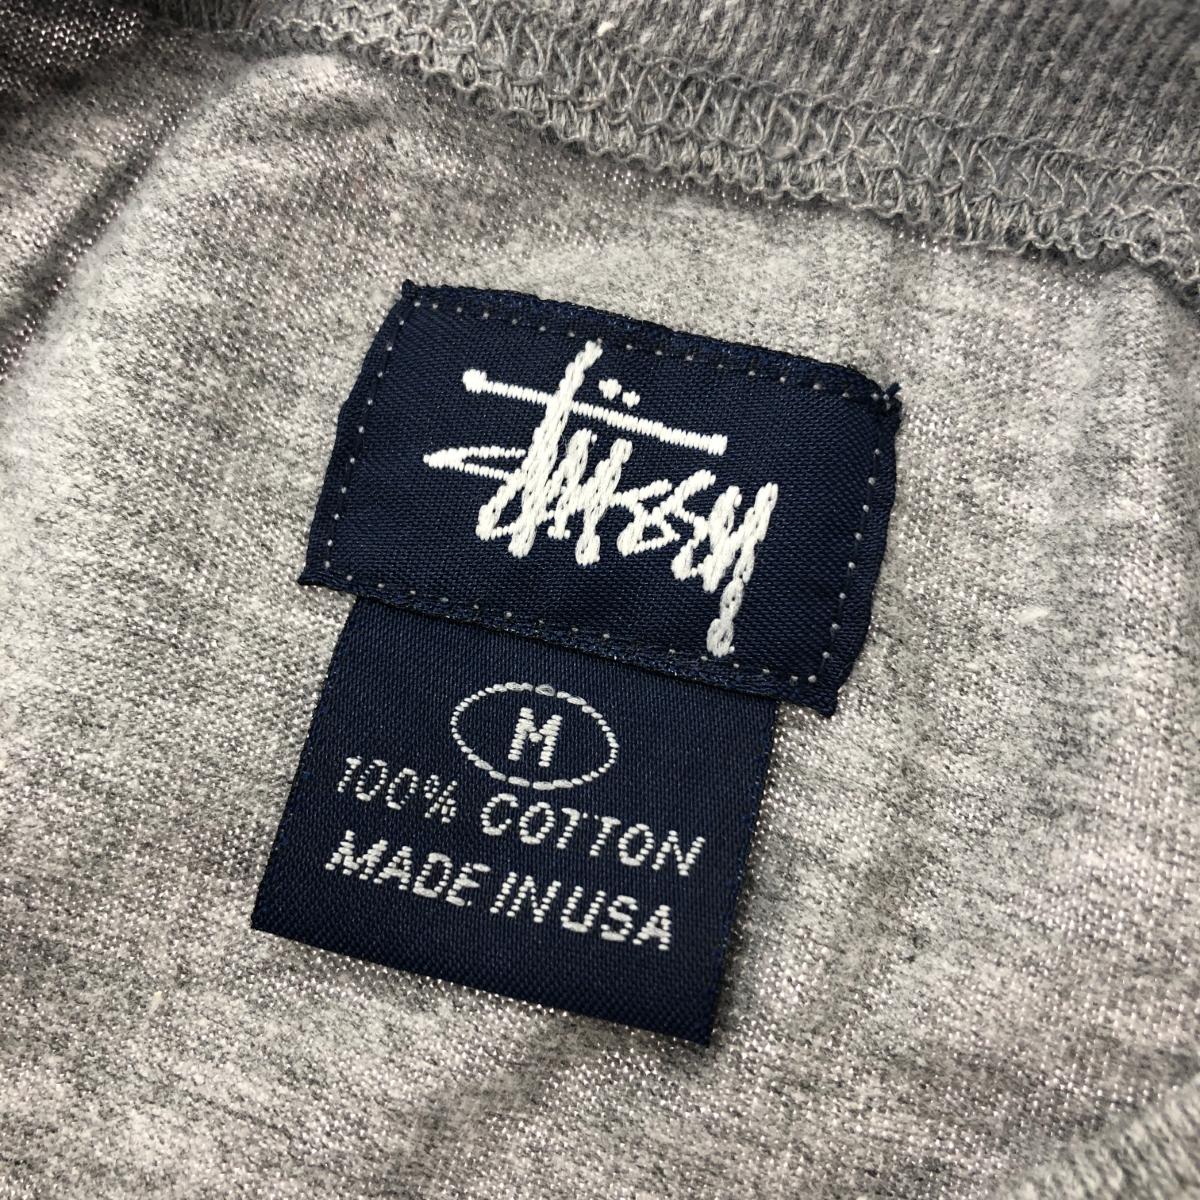 Stüssy
M
100% COTTON
MADE IN USA